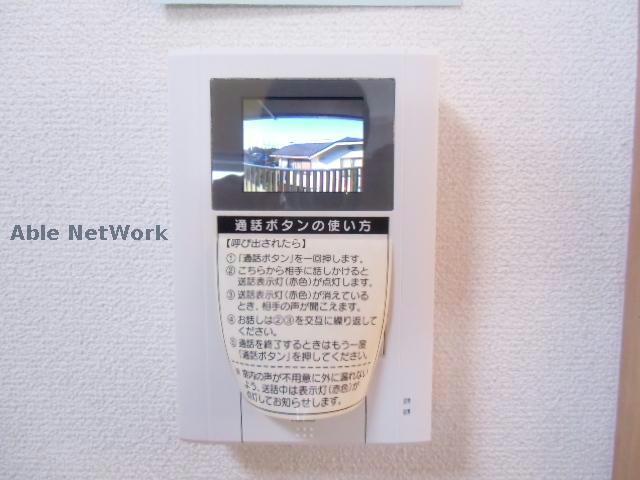 Able NetWork
通話ボタンの使い方
【呼び出されたら】
①「通話ボタン」を一回押します。
②こちらから相手に話しかけると
送話表示灯(赤色)が点灯します。
③送話表示灯(赤色)が消えている
とき、相手の声が聞こえます。
④お話しは②③を交互に繰り返して
ください。
⑤通話を終了するときはもう一度
「通話ボタン」を押してください。
※室内の声が不用意に外に漏れない
よう、送話中は表示灯(赤色)が
点灯してお知らせします。